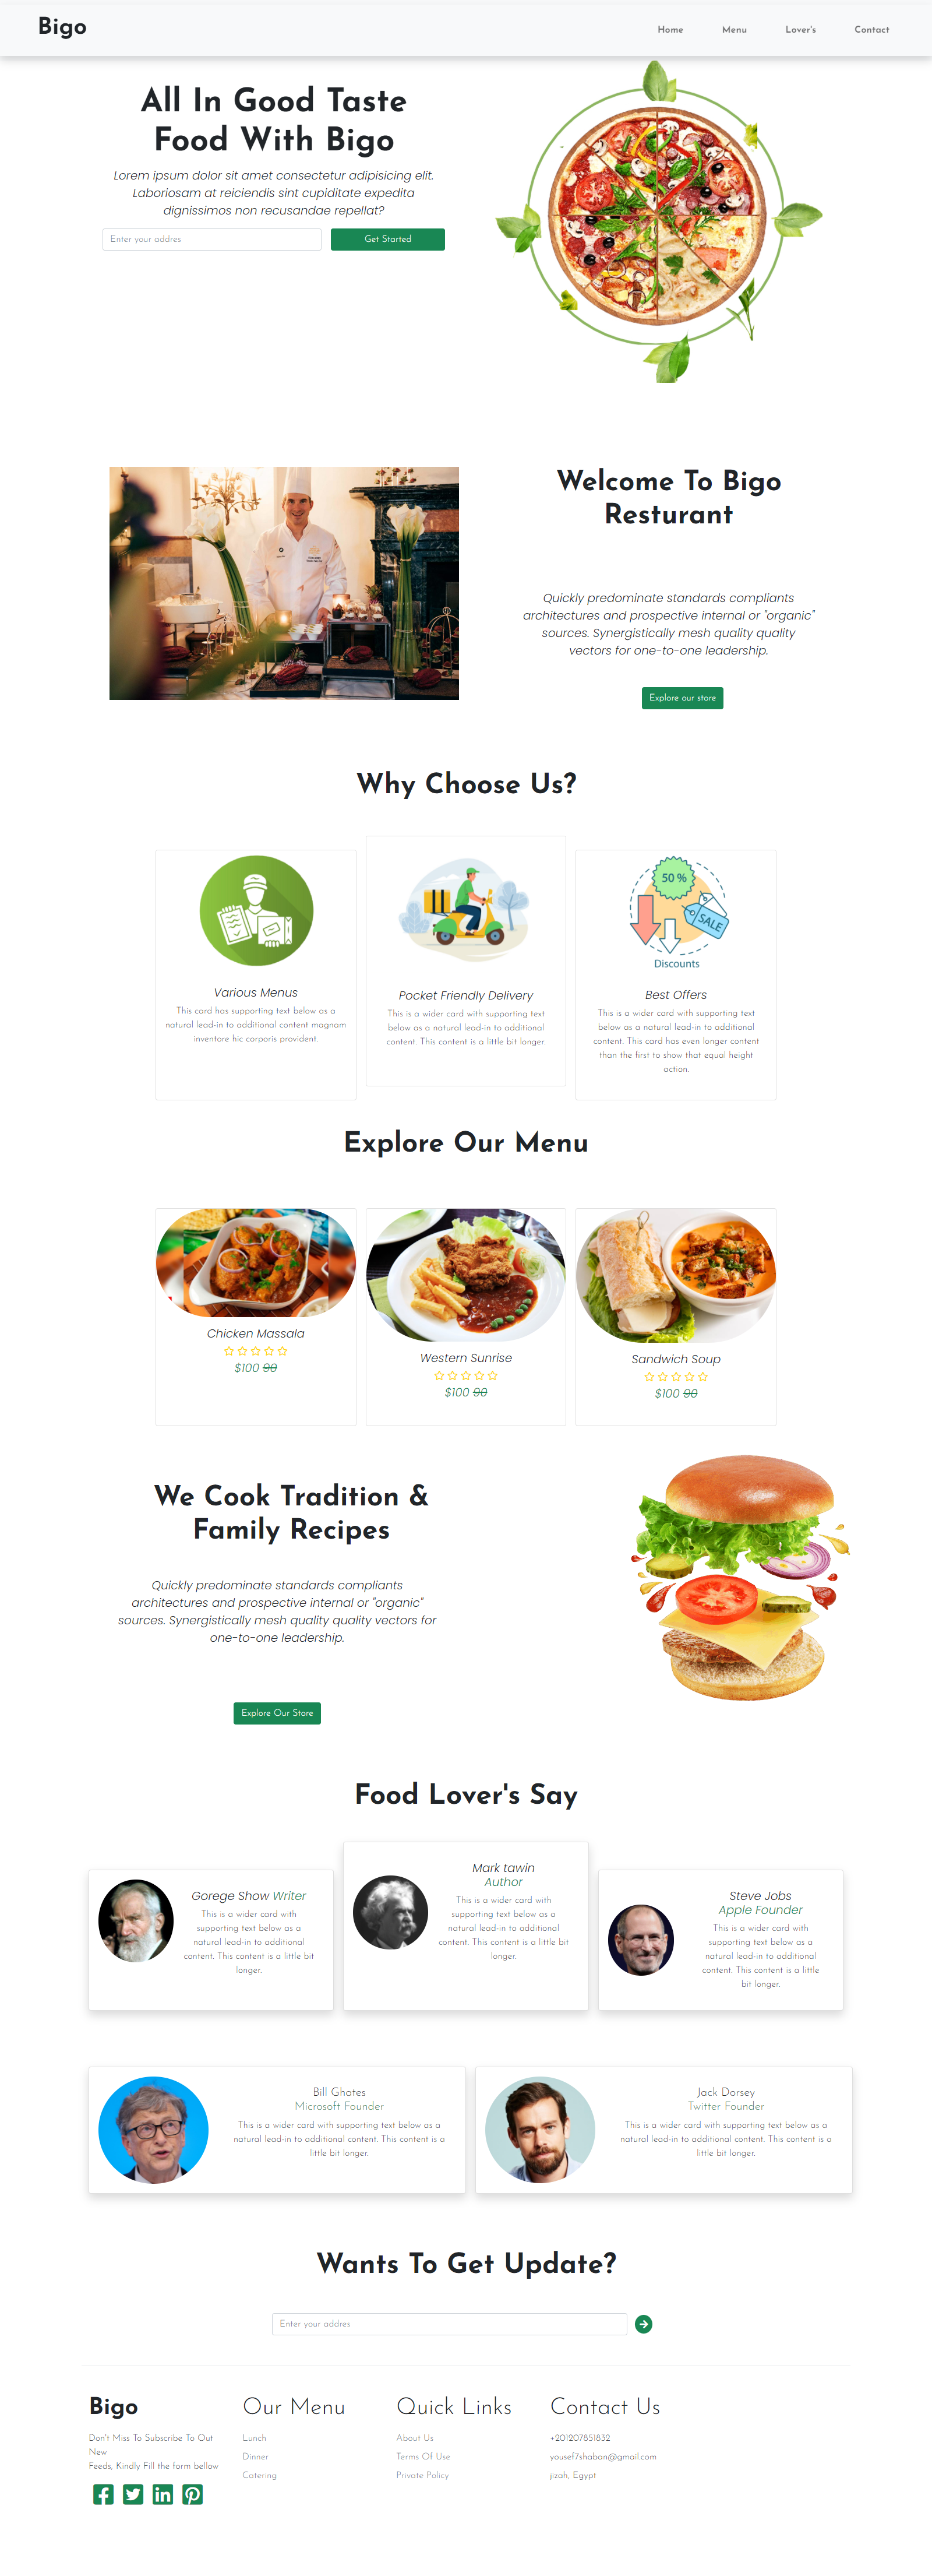 Bigo
Home
Menu
Lover's
Contact
All In Good Taste
Food With Bigo
Lorem ipsum dolor sit amet consectetur adipisicing elit.
Laboriosam at reiciendis sint cupiditate expedita
dignissimos non recusandae repellat?
Enter your addres
Get Started
Welcome To Bigo
Resturant
Quickly predominate standards compliants
architectures and prospective internal or "organic"
sources. Synergistically mesh quality quality
vectors for one-to-one leadership.
Explore our store
Why Choose Us?
50 %
SALE
Discounts
Various Menus
This card has supporting text below as a
natural lead-in to additional content magnam
inventore hic corporis provident.
Pocket Friendly Delivery
This is a wider card with supporting text
below as a natural lead-in to additional
content. This content is a little bit longer.
Best Offers
This is a wider card with supporting text
below as a natural lead-in to additional
content. This card has even longer content
than the first to show that equal height
action.
Explore Our Menu
Chicken Massala
$100 90
Western Sunrise
$100 90
Sandwich Soup
$100 90
We Cook Tradition &
Family Recipes
Quickly predominate standards compliants
architectures and prospective internal or "organic"
sources. Synergistically mesh quality quality vectors for
one-to-one leadership.
Explore Our Store
Food Lover's Say
Gorege Show Writer
This is a wider card with
supporting text below as a
natural lead-in to additional
content. This content is a little bit
longer.
Mark tawin
Author
This is a wider card with
supporting text below as a
natural lead-in to additional
content. This content is a little bit
longer.
Steve Jobs
Apple Founder
This is a wider card with
supporting text below as a
natural lead-in to additional
content. This content is a little
bit longer.
Bill Ghates
Microsoft Founder
This is a wider card with supporting text below as a
natural lead-in to additional content. This content is a
little bit longer.
Jack Dorsey
Twitter Founder
This is a wider card with supporting text below as a
natural lead-in to additional content. This content is a
little bit longer.
Wants To Get Update?
Enter your addres
Bigo
Don't Miss To Subscribe To Out
New
Feeds, Kindly Fill the form bellow
Our Menu
Lunch
Dinner
Catering
Quick Links
About Us
Terms Of Use
Private Policy
Contact Us
+201207851832
yousef7shaban@gmail.com
jizah, Egypt